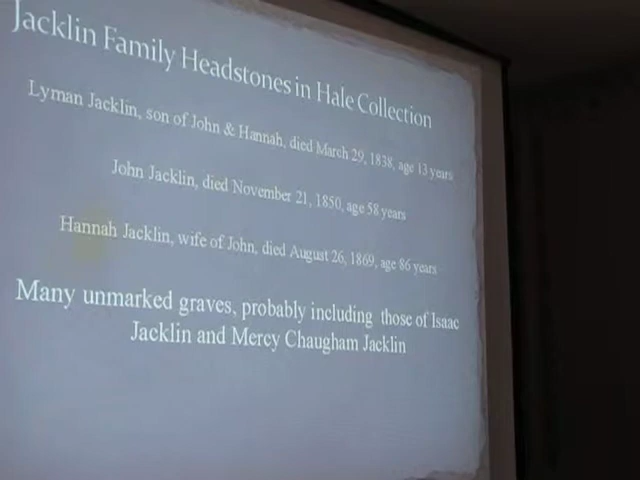 Jacklin Family Headstones in Hale Collection
Lyman Jacklin, son of John & Hannah, died March 29, 1838, age 13 years
John Jacklin, died November 21, 1850, age 58 years
Hannah Jacklin, wife of John, died August 26, 1869, age 86 years
Many unmarked graves, probably including those of Isaac
Jacklin and Mercy Chaugham Jacklin